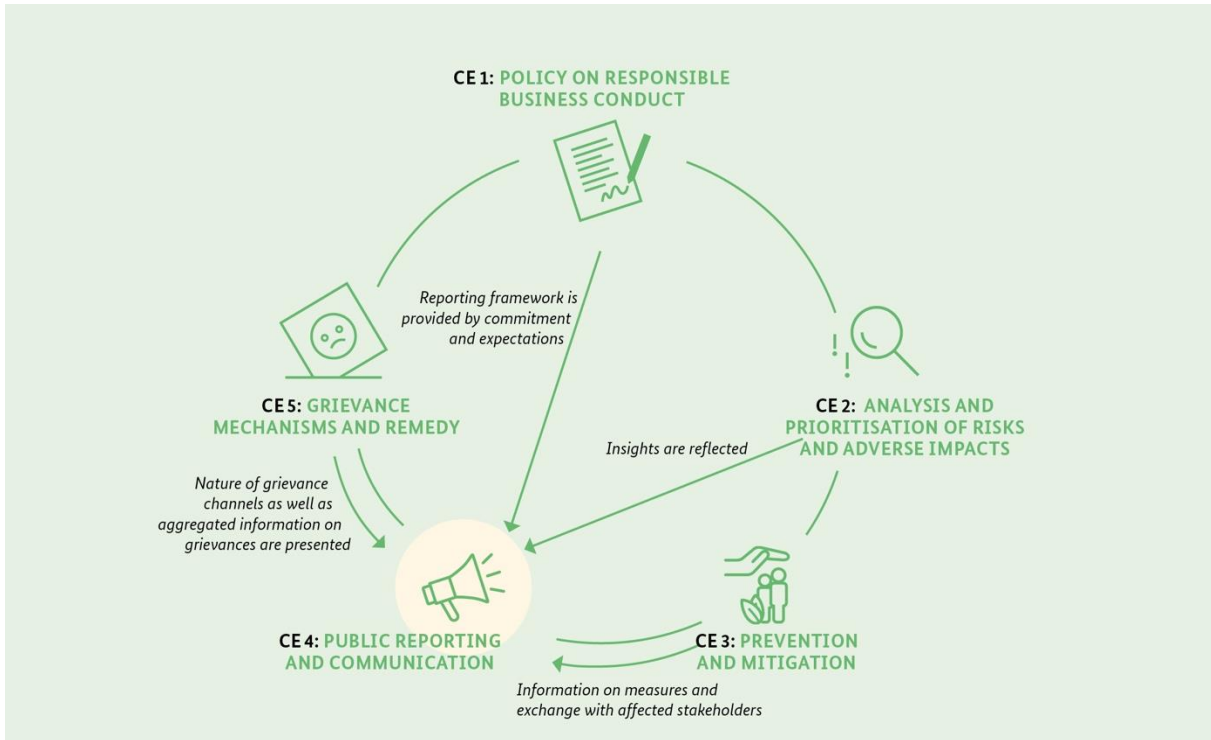 CE 1: POLICY ON RESPONSIBLE
BUSINESS CONDUCT
Reporting framework is
provided by commitment
and expectations
CE 5: GRIEVANCE
MECHANISMS AND REMEDY
CE 2: ANALYSIS AND
PRIORITISATION OF RISKS
AND ADVERSE IMPACTS
Insights are reflected
Nature of grievance
channels as well as
aggregated information on
grievances are presented
CE 4: PUBLIC REPORTING
AND COMMUNICATION
CE 3: PREVENTION
AND MITIGATION
Information on measures and
exchange with affected stakeholders